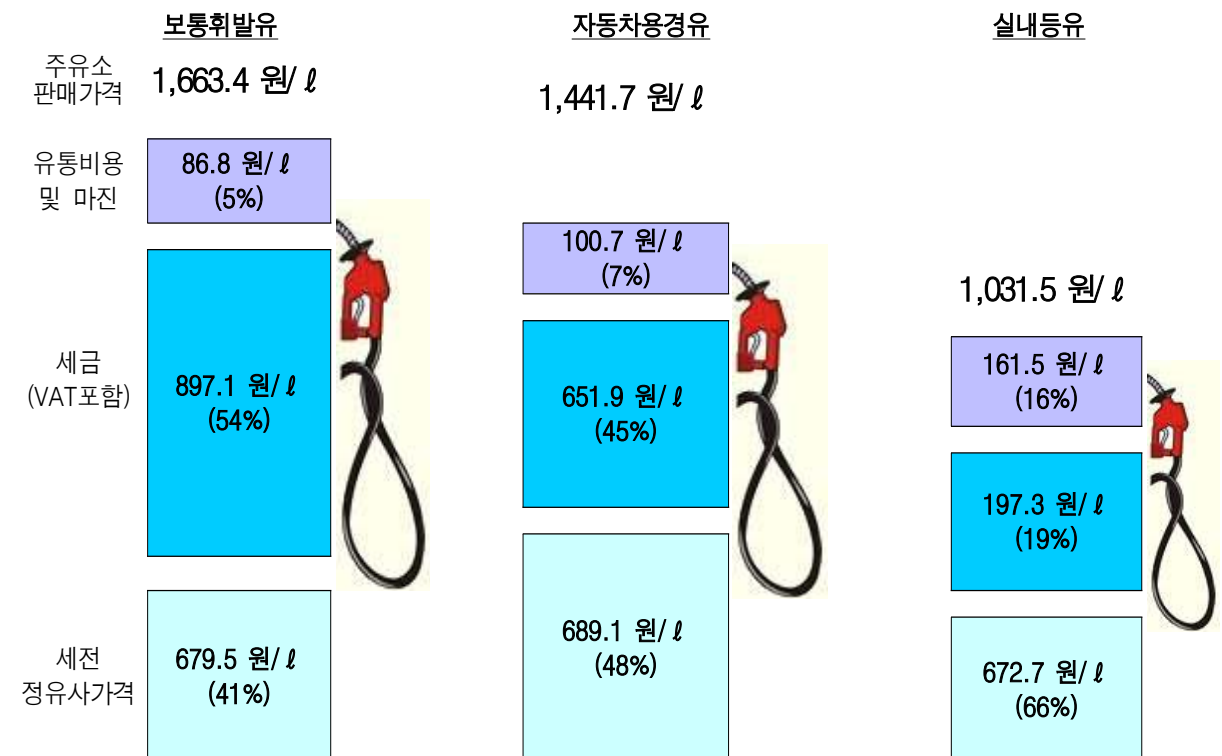 보통휘발유
자동차용경유
실내등유
주유소
판매가격
1,663.4 원/ ℓ
1,441.7 원/ ℓ
1,031.5 원/ ℓ
유통비용
및 마진
86.8 원/ ℓ
(5%)
100.7 원/ ℓ
(7%)
161.5 원/ ℓ
(16%)
세금
(VAT포함)
897.1 원/ ℓ
(54%)
651.9 원/ ℓ
(45%)
197.3 원/ ℓ
(19%)
세전
정유사가격
679.5 원/ ℓ
(41%)
689.1 원/ ℓ
(48%)
672.7 원/ ℓ
(66%)